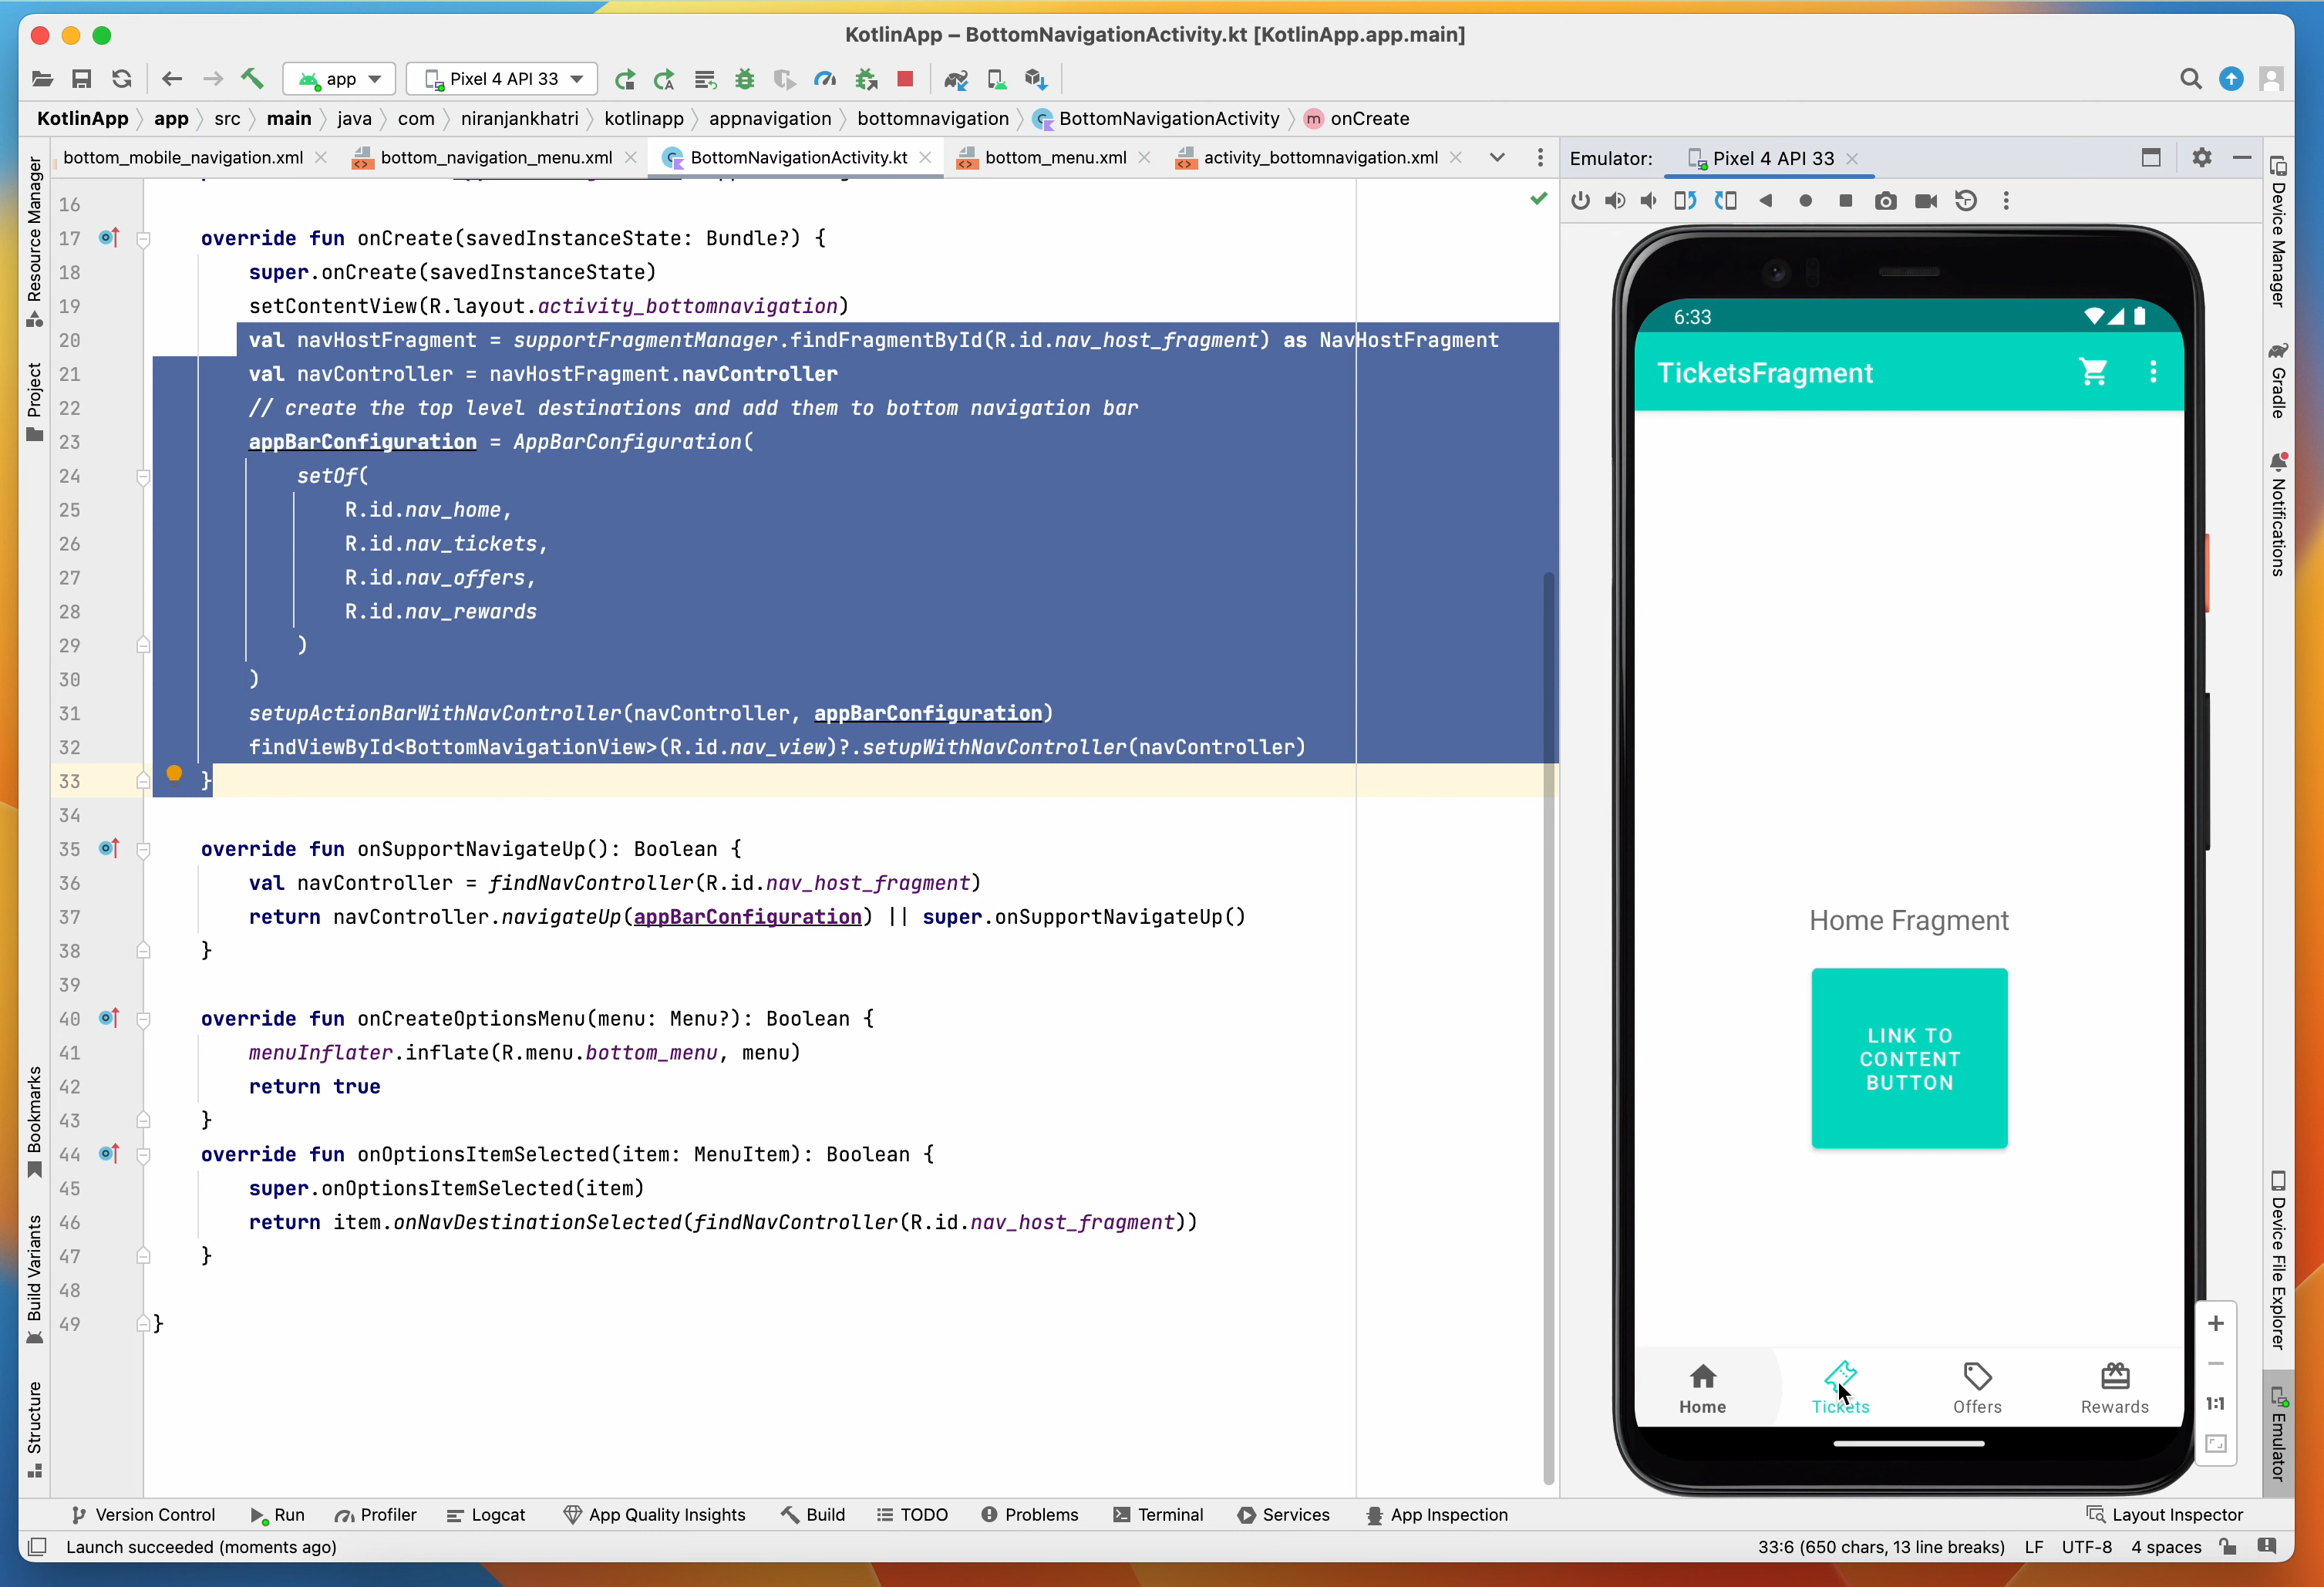 KotlinApp – BottomNavigationActivity.kt [KotlinApp.app.main]
app
Pixel 4 API 33
KotlinApp app src main java com niranjankhatri kotlinapp appnavigation bottomnavigation BottomNavigationActivity onCreate
bottom_mobile_navigation.xml
bottom_navigation_menu.xml
BottomNavigationActivity.kt
bottom_menu.xml
activity_bottomnavigation.xml
Emulator:
Pixel 4 API 33
Resource Manager
Project
Bookmarks
Build Variants
Structure
16
17 override fun onCreate(savedInstanceState: Bundle?) {
18 super.onCreate(savedInstanceState)
19 setContentView(R.layout.activity_bottomnavigation)
20 val navHostFragment = supportFragmentManager.findFragmentById(R.id.nav_host_fragment) as NavHostFragment
21 val navController = navHostFragment.navController
22 // create the top level destinations and add them to bottom navigation bar
23 appBarConfiguration = AppBarConfiguration(
24 setOf(
25 R.id.nav_home,
26 R.id.nav_tickets,
27 R.id.nav_offers,
28 R.id.nav_rewards
29 )
30 )
31 setupActionBarWithNavController(navController, appBarConfiguration)
32 findViewById<BottomNavigationView>(R.id.nav_view)?.setupWithNavController(navController)
33 }
34
35 override fun onSupportNavigateUp(): Boolean {
36 val navController = findNavController(R.id.nav_host_fragment)
37 return navController.navigateUp(appBarConfiguration) || super.onSupportNavigateUp()
38 }
39
40 override fun onCreateOptionsMenu(menu: Menu?): Boolean {
41 menuInflater.inflate(R.menu.bottom_menu, menu)
42 return true
43 }
44 override fun onOptionsItemSelected(item: MenuItem): Boolean {
45 super.onOptionsItemSelected(item)
46 return item.onNavDestinationSelected(findNavController(R.id.nav_host_fragment))
47 }
48
49 }
6:33
TicketsFragment
Home Fragment
LINK TO
CONTENT
BUTTON
Home
Tickets
Offers
Rewards
1:1
Device Manager
Gradle
Notifications
Device File Explorer
Emulator
Version Control
Run
Profiler
Logcat
App Quality Insights
Build
TODO
Problems
Terminal
Services
App Inspection
Layout Inspector
Launch succeeded (moments ago)
33:6 (650 chars, 13 line breaks)
LF
UTF-8
4 spaces